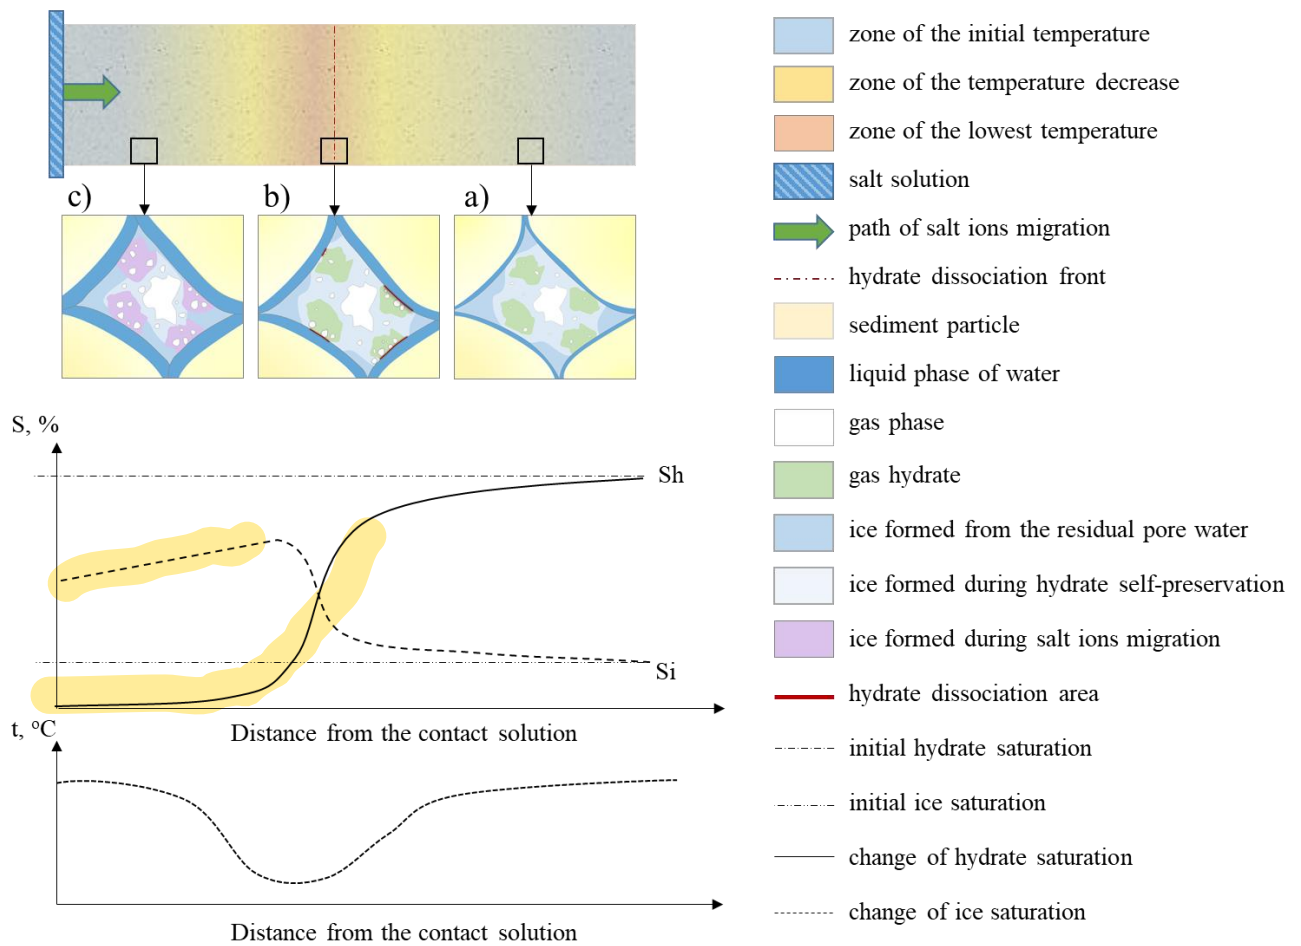 c)
b)
a)
S, %
Sh
Si
Distance from the contact solution
t, °C
Distance from the contact solution
zone of the initial temperature
zone of the temperature decrease
zone of the lowest temperature
salt solution
path of salt ions migration
hydrate dissociation front
sediment particle
liquid phase of water
gas phase
gas hydrate
ice formed from the residual pore water
ice formed during hydrate self-preservation
ice formed during salt ions migration
hydrate dissociation area
initial hydrate saturation
initial ice saturation
change of hydrate saturation
change of ice saturation